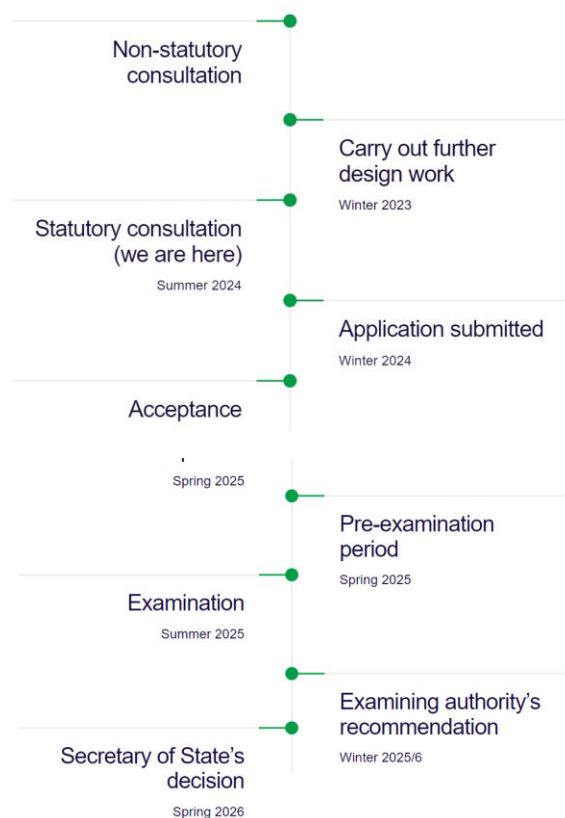 Non-statutory
consultation
Carry out further
design work
Winter 2023
Statutory consultation
(we are here)
Summer 2024
Application submitted
Winter 2024
Acceptance
Spring 2025
Pre-examination
period
Spring 2025
Examination
Summer 2025
Examining authority's
recommendation
Winter 2025/6
Secretary of State's
decision
Spring 2026